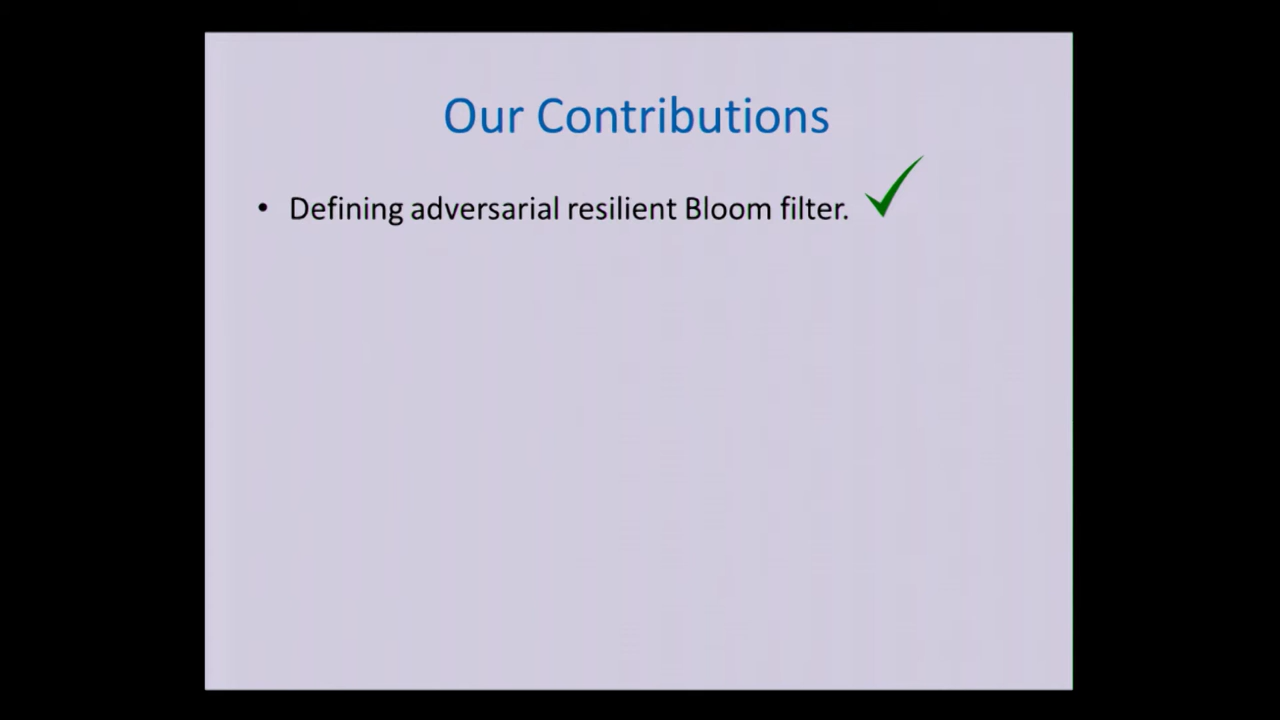 Our Contributions
• Defining adversarial resilient Bloom filter.